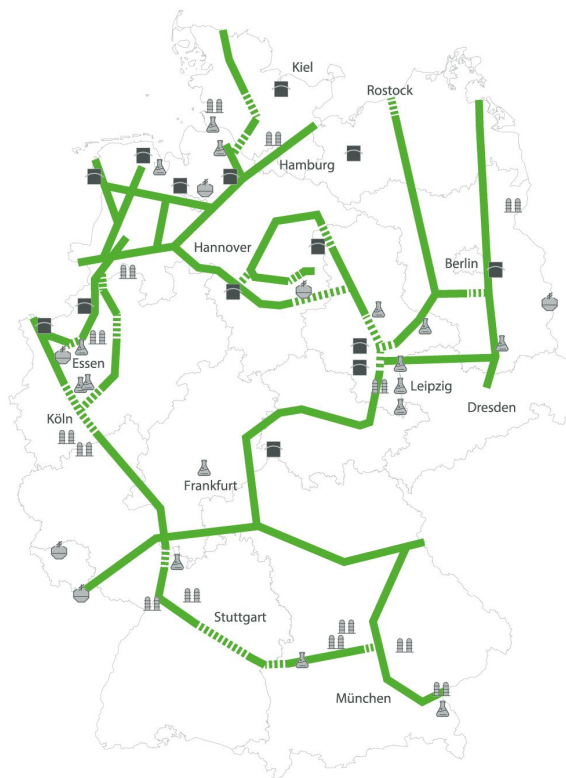 Kiel
Rostock
Hamburg
Hannover
Berlin
Essen
Leipzig
Dresden
Köln
Frankfurt
Stuttgart
München